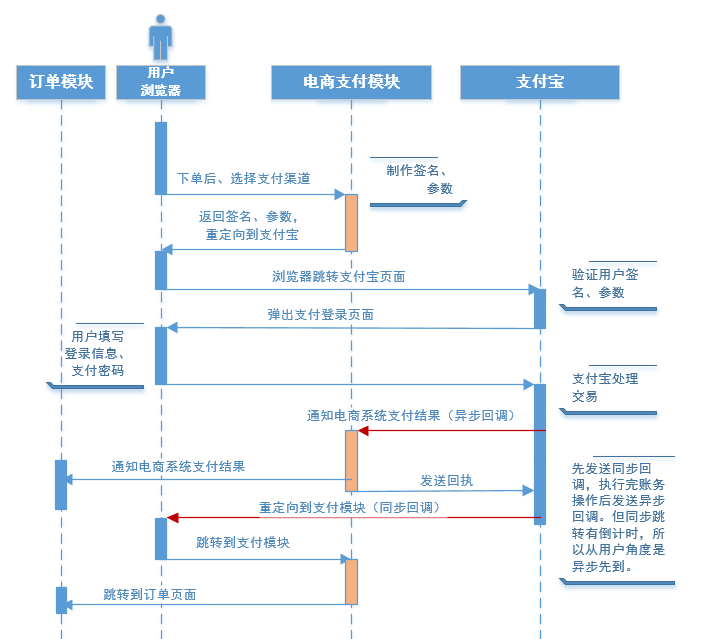 订单模块
用户
浏览器
电商支付模块
支付宝
下单后、选择支付渠道
制作签名、
参数
返回签名、参数，
重定向到支付宝
浏览器跳转支付宝页面
验证用户签
名、参数
弹出支付登录页面
用户填写
登录信息、
支付密码
支付宝处理
交易
通知电商系统支付结果（异步回调）
通知电商系统支付结果
发送回执
先发送同步回
调，执行完账务
操作后发送异步
回调。但同步跳
转有倒计时，所
以从用户角度是
异步先到。
重定向到支付模块（同步回调）
跳转到支付模块
跳转到订单页面